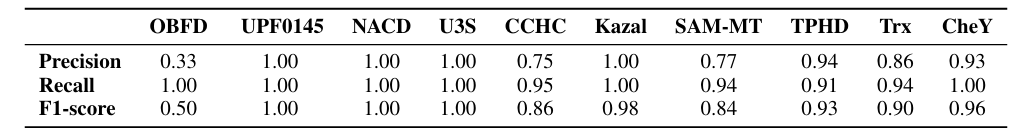 OBFD UPF0145 NACD U3S CCHC Kazal SAM-MT TPHD Trx CheY
Precision 0.33 1.00 1.00 1.00 0.75 1.00 0.77 0.94 0.86 0.93
Recall 1.00 1.00 1.00 1.00 0.95 1.00 0.94 0.91 0.94 1.00
F1-score 0.50 1.00 1.00 1.00 0.86 0.98 0.84 0.93 0.90 0.96